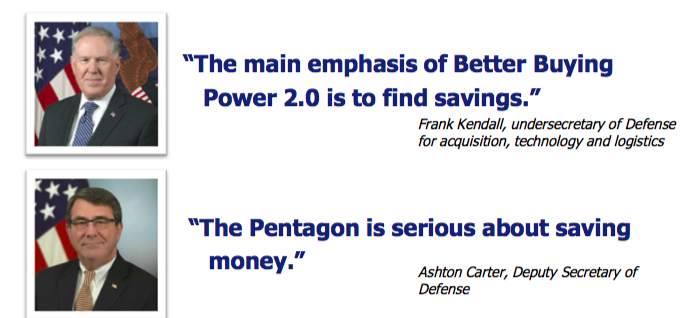 “The main emphasis of Better Buying
Power 2.0 is to find savings.”
Frank Kendall, undersecretary of Defense
for acquisition, technology and logistics
“The Pentagon is serious about saving
money.”
Ashton Carter, Deputy Secretary of
Defense